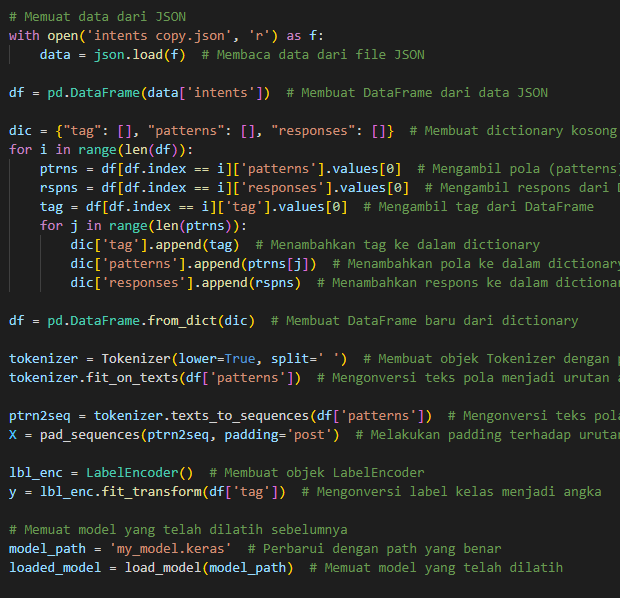 # Memuat data dari JSON
with open('intents copy.json', 'r') as f:
    data = json.load(f)  # Membaca data dari file JSON

df = pd.DataFrame(data['intents'])  # Membuat DataFrame dari data JSON

dic = {"tag": [], "patterns": [], "responses": []}  # Membuat dictionary kosong
for i in range(len(df)):
    ptrns = df[df.index == i]['patterns'].values[0]  # Mengambil pola (patterns)
    rspns = df[df.index == i]['responses'].values[0]  # Mengambil respons dari
    tag = df[df.index == i]['tag'].values[0]  # Mengambil tag dari DataFrame
    for j in range(len(ptrns)):
        dic['tag'].append(tag)  # Menambahkan tag ke dalam dictionary
        dic['patterns'].append(ptrns[j])  # Menambahkan pola ke dalam dictionary
        dic['responses'].append(rspns)  # Menambahkan respons ke dalam

df = pd.DataFrame.from_dict(dic)  # Membuat DataFrame baru dari dictionary

tokenizer = Tokenizer(lower=True, split=' ')  # Membuat objek Tokenizer dengan
tokenizer.fit_on_texts(df['patterns'])  # Mengonversi teks pola menjadi urutan

ptrn2seq = tokenizer.texts_to_sequences(df['patterns'])  # Mengonversi teks
X = pad_sequences(ptrn2seq, padding='post')  # Melakukan padding terhadap

lbl_enc = LabelEncoder()  # Membuat objek LabelEncoder
y = lbl_enc.fit_transform(df['tag'])  # Mengonversi label kelas menjadi angka

# Memuat model yang telah dilatih sebelumnya
model_path = 'my_model.keras'  # Perbarui dengan path yang benar
loaded_model = load_model(model_path)  # Memuat model yang telah dilatih